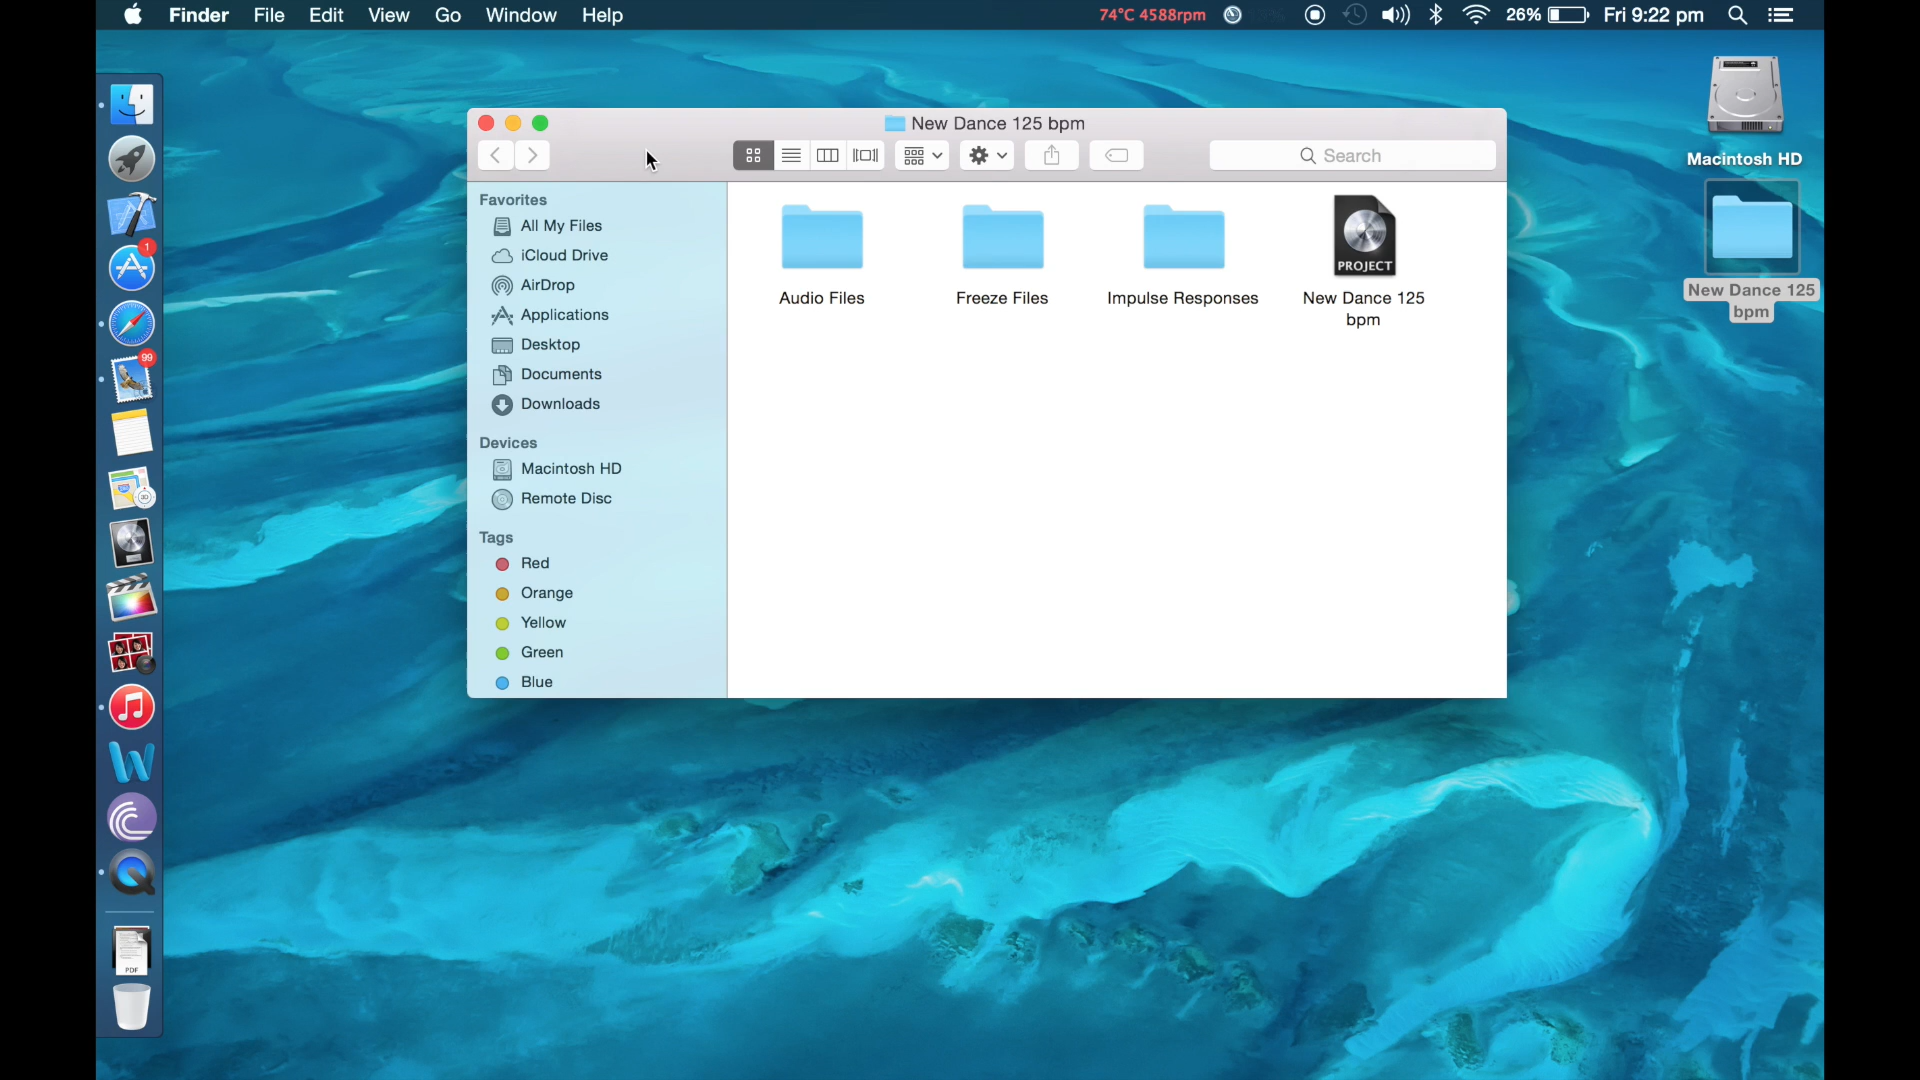 Finder File Edit View Go Window Help
74°C 4588rpm 26% Fri 9:22 pm
New Dance 125 bpm
Search
Favorites
All My Files
iCloud Drive
AirDrop
Applications
Desktop
Documents
Downloads
Devices
Macintosh HD
Remote Disc
Tags
Red
Orange
Yellow
Green
Blue
Audio Files
Freeze Files
Impulse Responses
PROJECT
New Dance 125
bpm
Macintosh HD
New Dance 125
bpm
1
99
3D
W
PDF